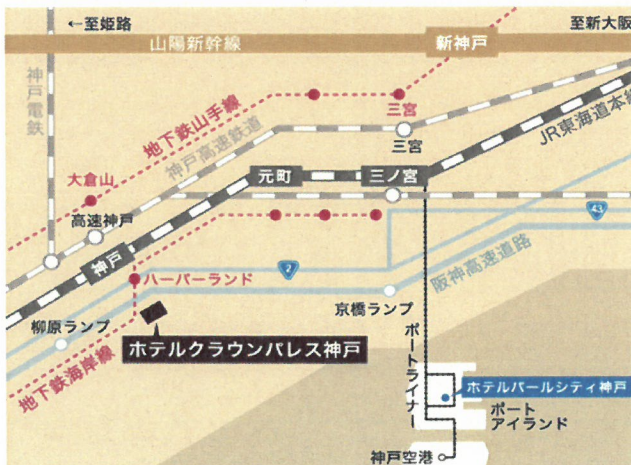 ←至姫路
至新大阪
山陽新幹線
新神戸
神戸電鉄
地下鉄山手線
神戸高速鉄道
三宮
三宮
JR東海道本線
大倉山
元町
三ノ宮
高速神戸
神戸
43
2
ハーバーランド
阪神高速道路
京橋ランプ
柳原ランプ
ホテルクラウンパレス神戸
地下鉄海岸線
ポートライナー
ホテルパールシティ神戸
ポート
アイランド
神戸空港